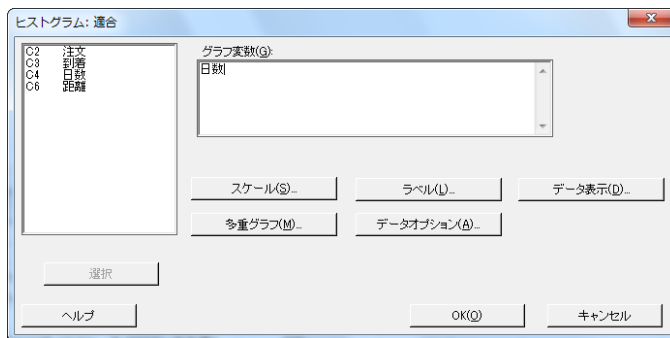 ヒストグラム: 適合
C2 注文
C3 到着
C4 日数
C6 距離
グラフ変数(G):
日数
スケール(S)...
ラベル(L)...
データ表示(D)...
多重グラフ(M)...
データオプション(A)...
選択
ヘルプ
OK(O)
キャンセル